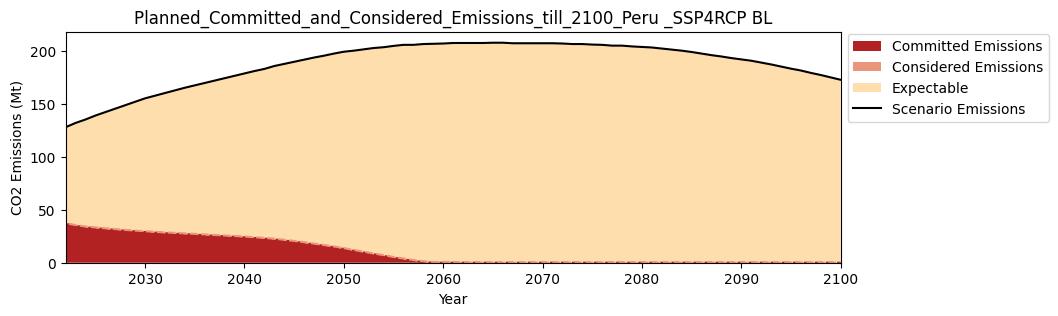 Planned_Committed_and_Considered_Emissions_till_2100_Peru _SSP4RCP BL
Committed Emissions
Considered Emissions
Expectable
Scenario Emissions
CO2 Emissions (Mt)
200
150
100
50
0
2030 2040 2050 2060 2070 2080 2090 2100
Year